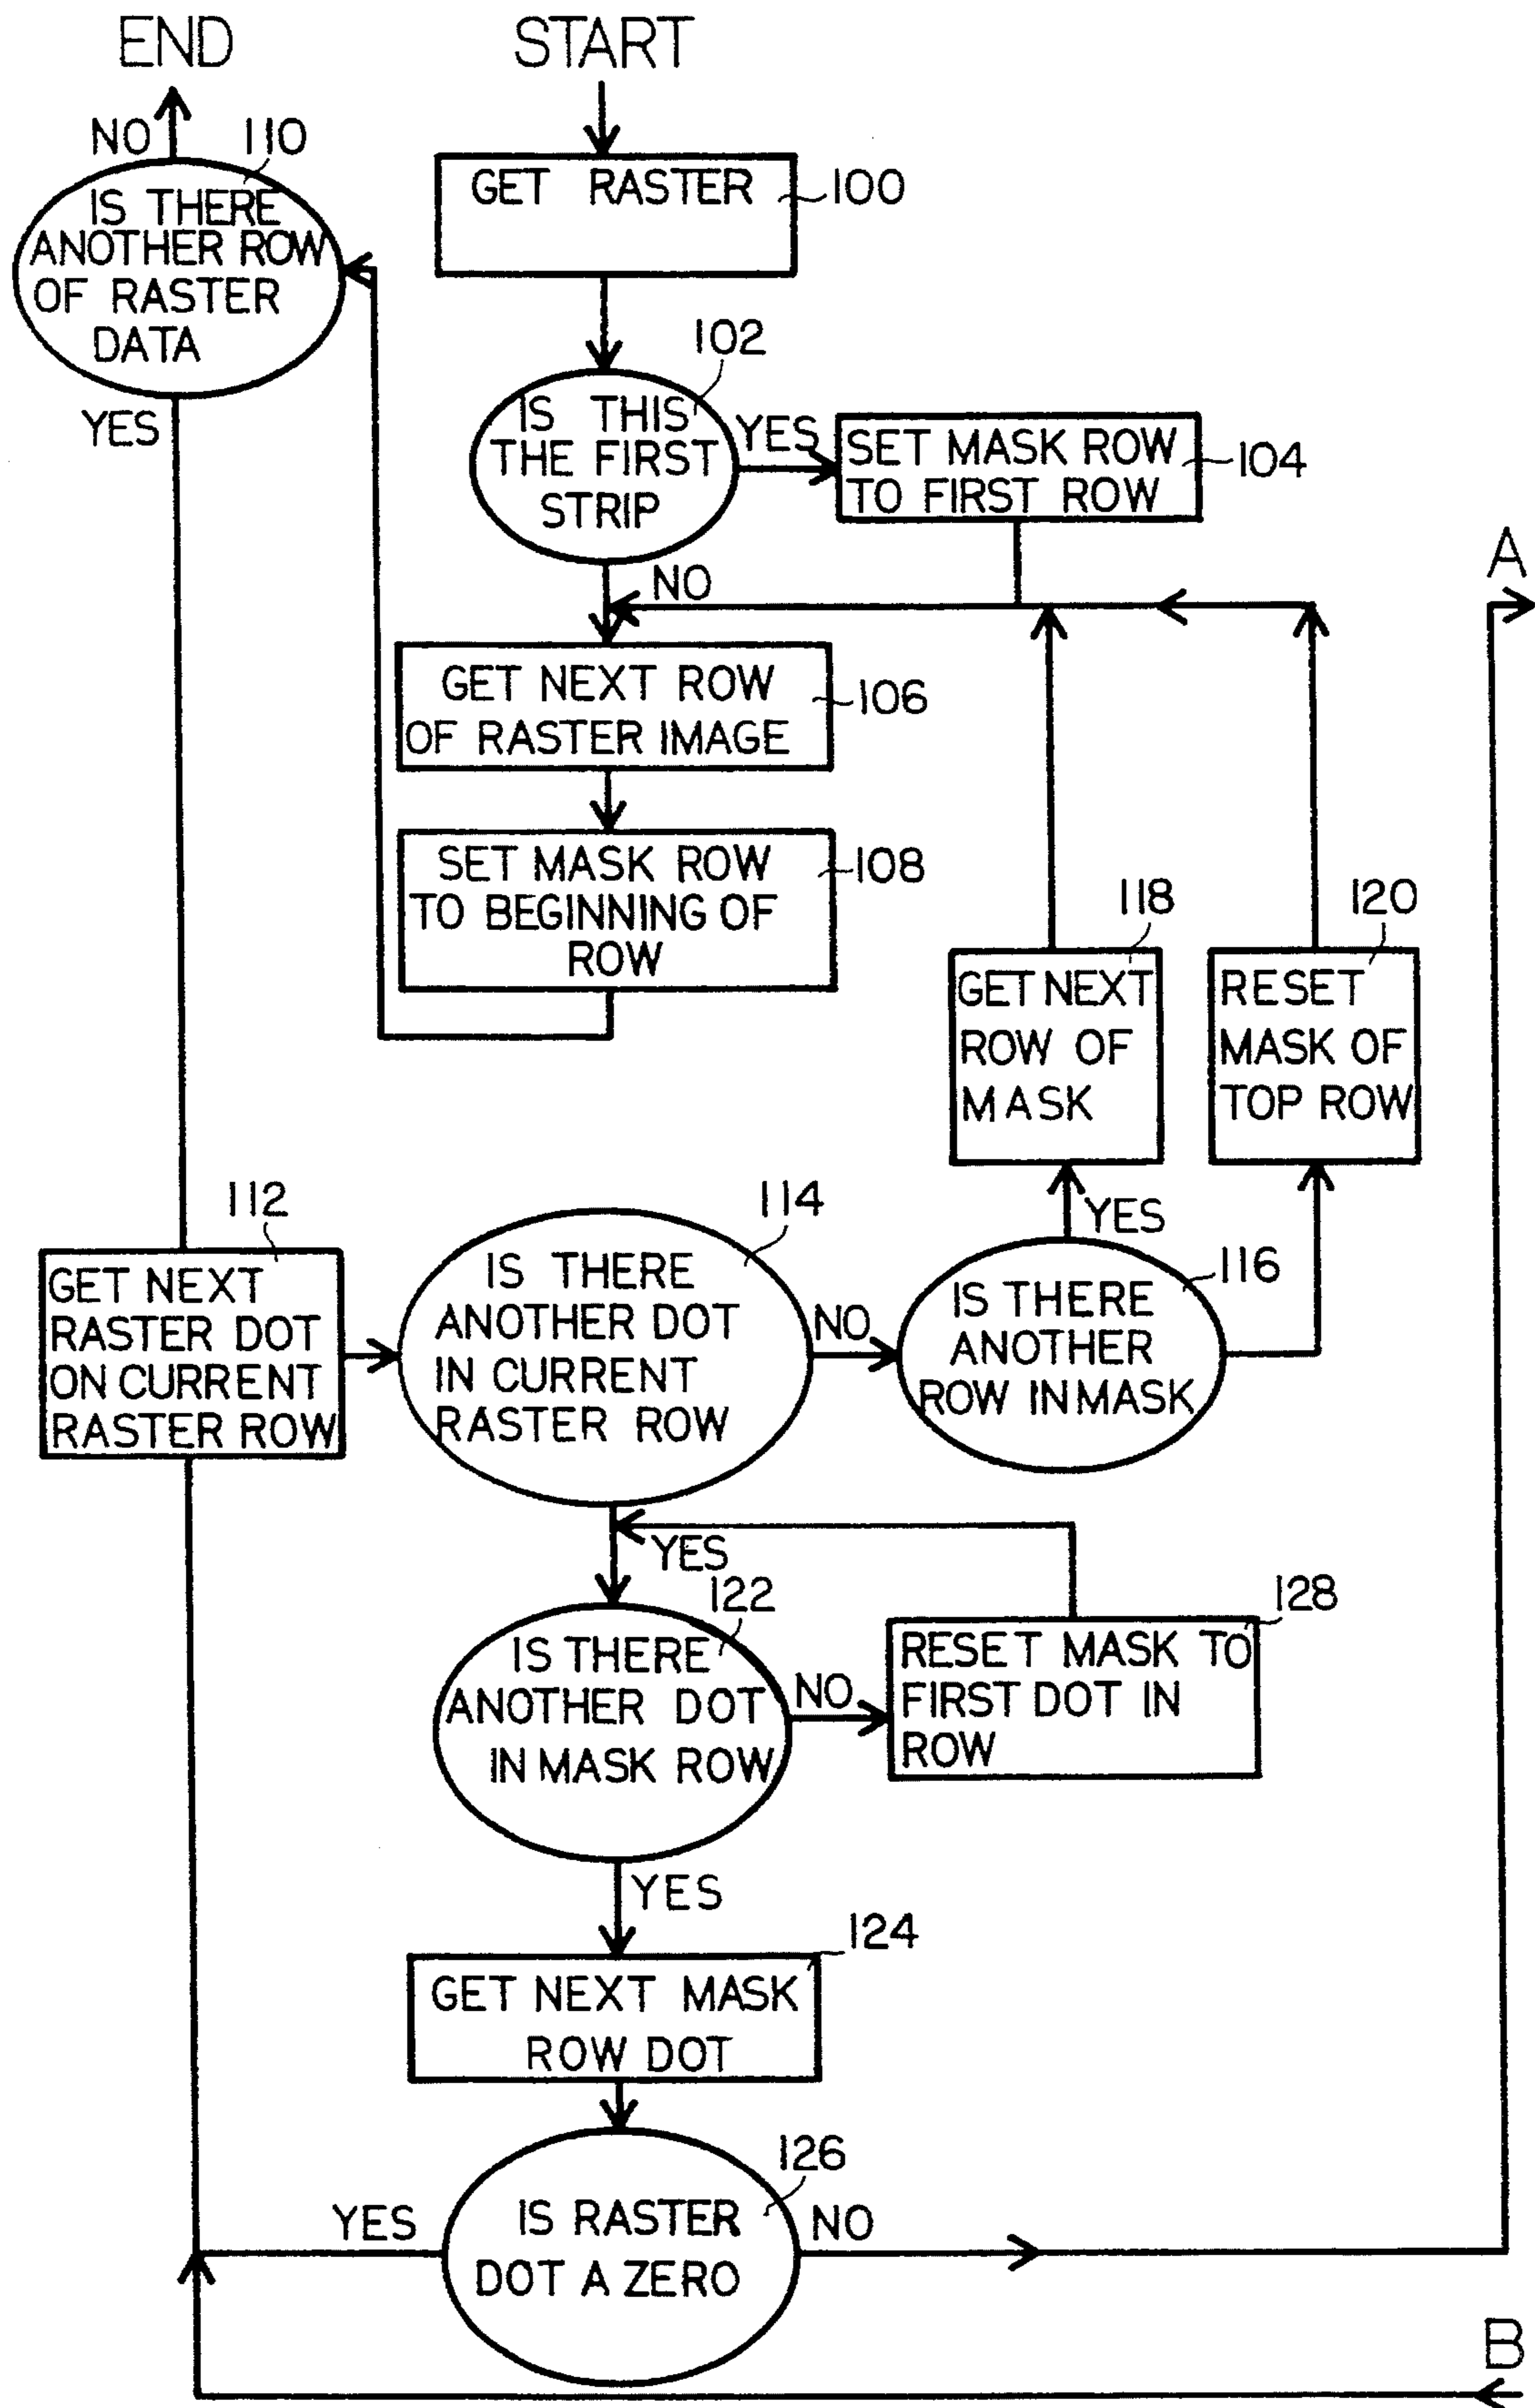 END
START
NO
110
IS THERE
ANOTHER ROW
OF RASTER
DATA
YES
GET RASTER
100
102
IS THIS
THE FIRST
STRIP
YES
SET MASK ROW
TO FIRST ROW
104
NO
A
GET NEXT ROW
OF RASTER IMAGE
106
SET MASK ROW
TO BEGINNING OF
ROW
108
118
GET NEXT
ROW OF
MASK
120
RESET
MASK OF
TOP ROW
112
GET NEXT
RASTER DOT
ON CURRENT
RASTER ROW
114
IS THERE
ANOTHER DOT
IN CURRENT
RASTER ROW
NO
YES
116
IS THERE
ANOTHER
ROW IN MASK
YES
122
IS THERE
ANOTHER DOT
IN MASK ROW
NO
128
RESET MASK TO
FIRST DOT IN
ROW
YES
124
GET NEXT MASK
ROW DOT
126
YES
IS RASTER
DOT A ZERO
NO
B